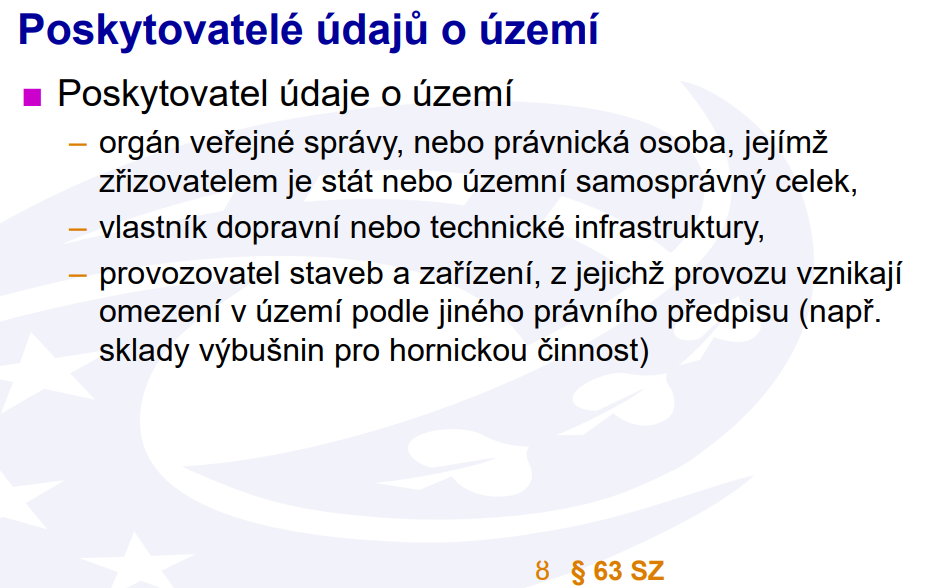 Poskytovatelé údajů o území
Poskytovatel údaje o území
– orgán veřejné správy, nebo právnická osoba, jejímž
zřizovatelem je stát nebo územní samosprávný celek,
– vlastník dopravní nebo technické infrastruktury,
– provozovatel staveb a zařízení, z jejichž provozu vznikají
omezení v území podle jiného právního předpisu (např.
sklady výbušnin pro hornickou činnost)
8 § 63 SZ